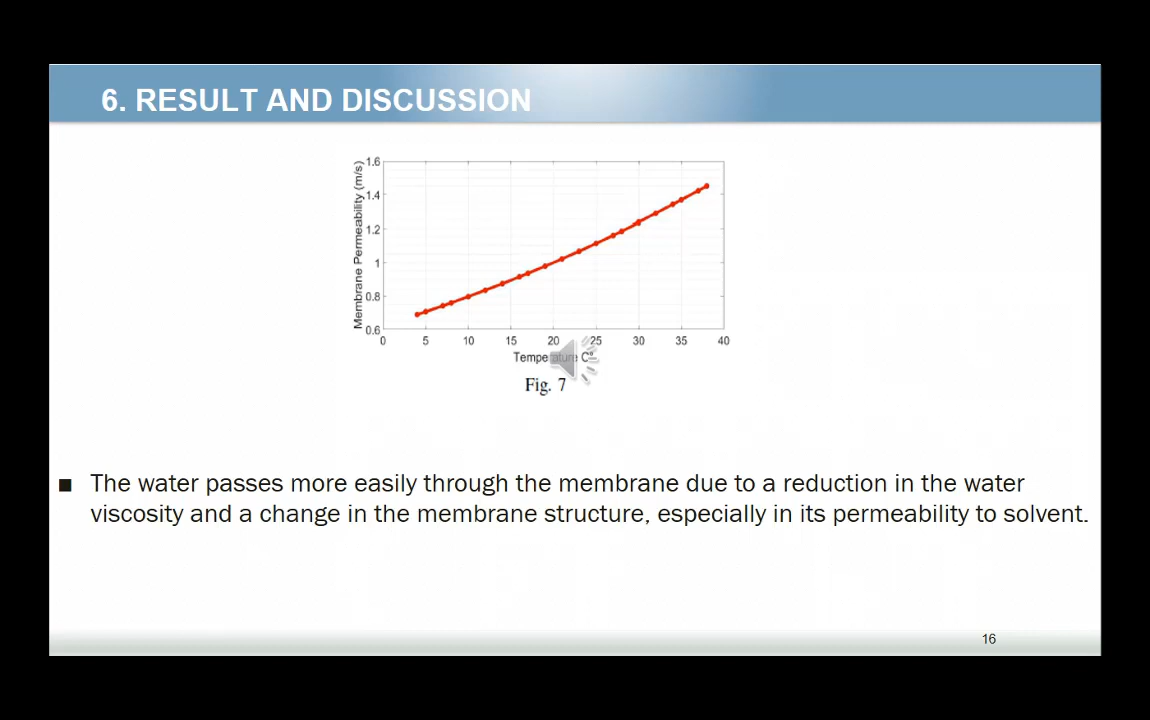 6. RESULT AND DISCUSSION
Membrane Permeability (m/s)
1.6
1.4
1.2
1
0.8
0.6
0 5 10 15 20 25 30 35 40
Temperature C°
Fig. 7
■ The water passes more easily through the membrane due to a reduction in the water
viscosity and a change in the membrane structure, especially in its permeability to solvent.
16